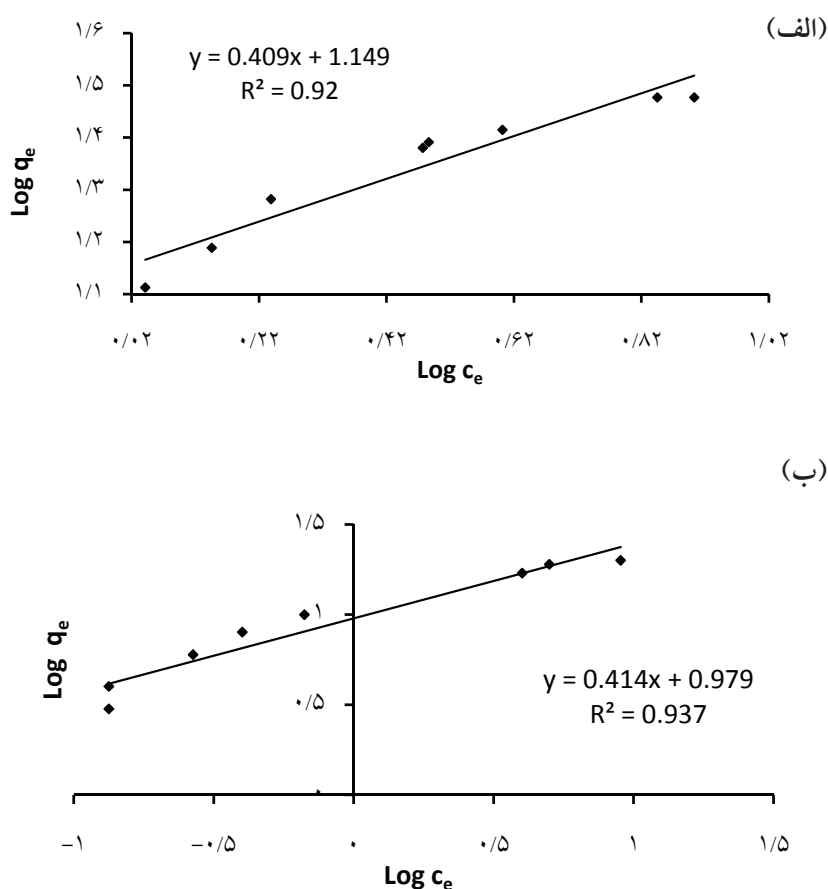 (الف)
y = 0.409x + 1.149
R² = 0.92
۱/۶
۱/۵
۱/۴
۱/۳
۱/۲
۱/۱
Log qₑ
۰/۰۲ ۰/۲۲ ۰/۴۲ ۰/۶۲ ۰/۸۲ ۱/۰۲
Log cₑ
(ب)
۱/۵
۱
۰/۵
۰
Log qₑ
y = 0.414x + 0.979
R² = 0.937
−۱ −۰/۵ ۰ ۰/۵ ۱ ۱/۵
Log cₑ